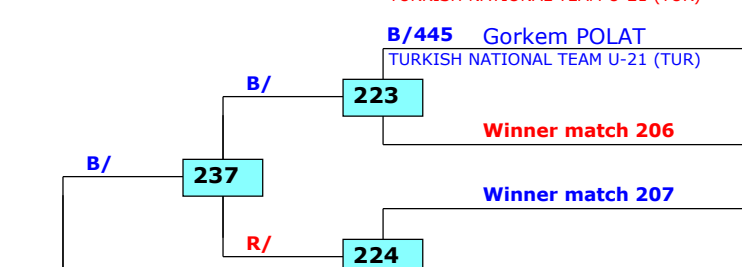 B/445 Gorkem POLAT
TURKISH NATIONAL TEAM U-21 (TUR)
B/
223
Winner match 206
B/
237
Winner match 207
R/
224